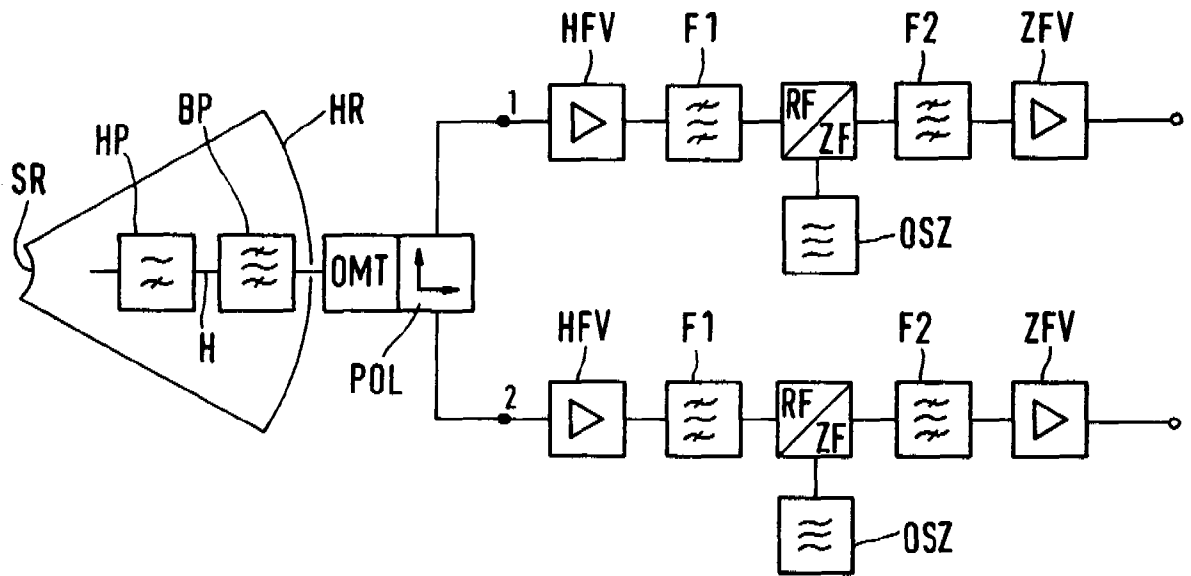 HFV F1 F2 ZFV
1
RF
ZF
OSZ
SR HP BP HR
OMT
H
POL
HFV F1 F2 ZFV
2
RF
ZF
OSZ